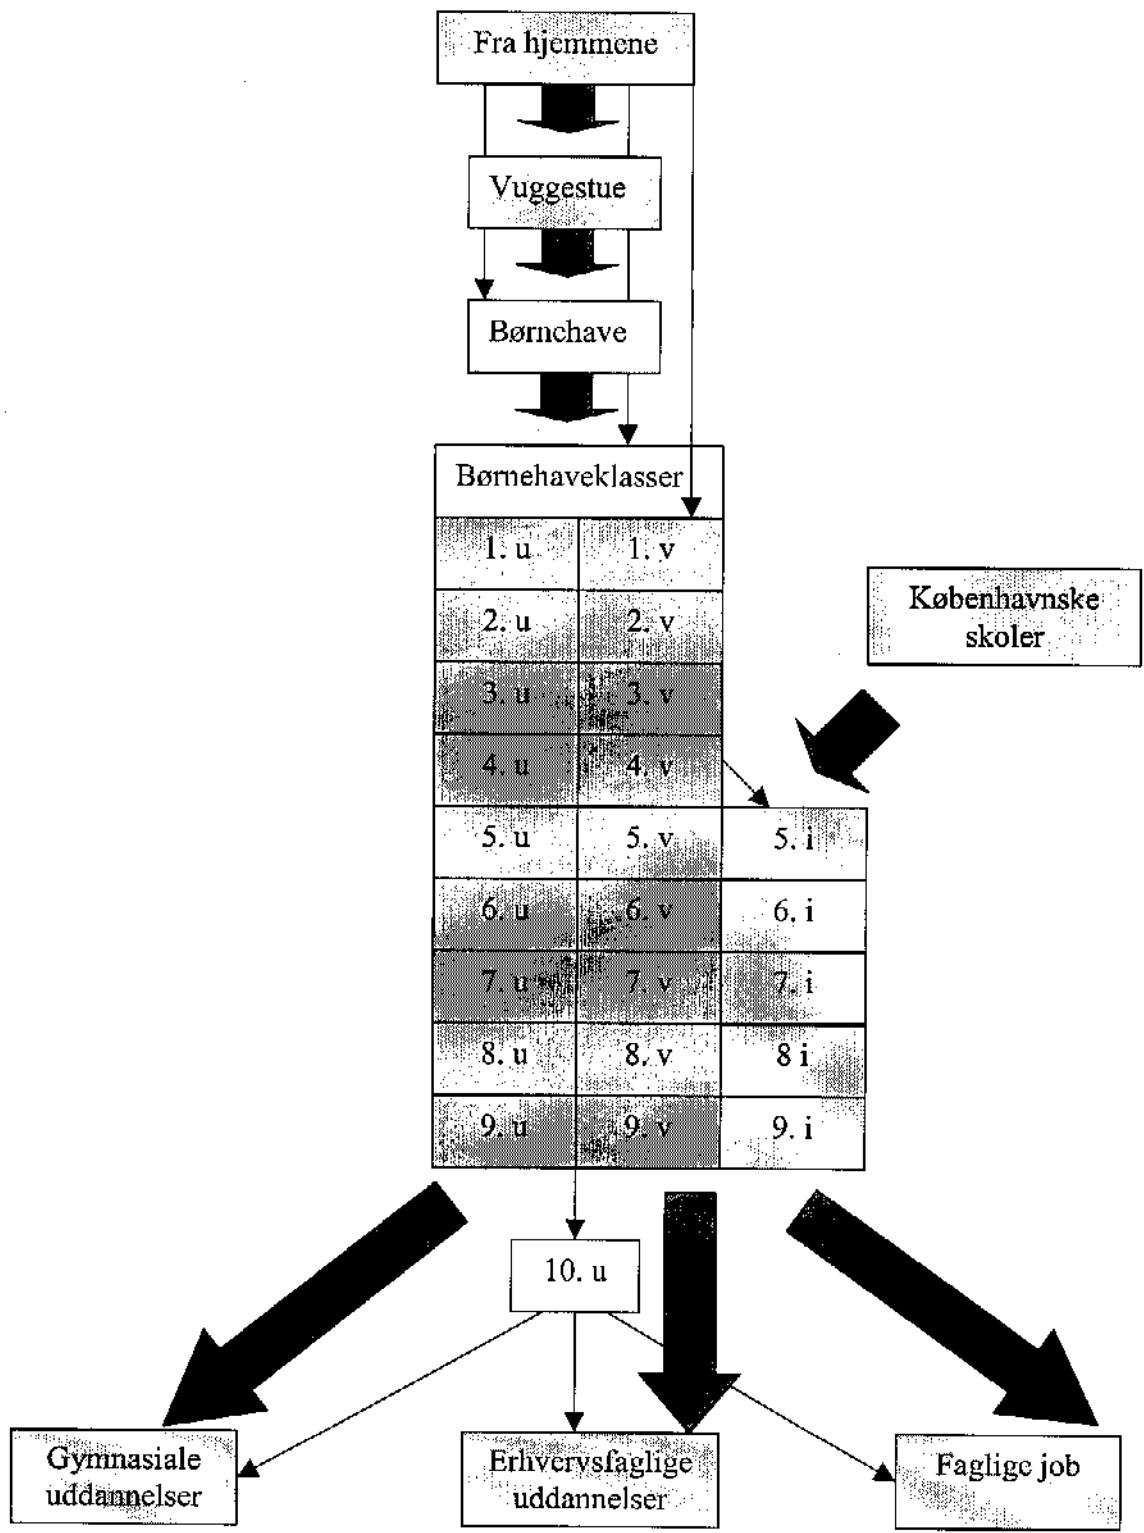 Fra hjemmene
Vuggestue
Børnehave
Børnehaveklasser
1. u 1. v
2. u 2. v
Københavnske
skoler
3. u 3. v
4. u 4. v
5. u 5. v 5. i
6. u 6. v 6. i
7. u 7. v 7. i
8. u 8. v 8 i
9. u 9. v 9. i
10. u
Gymnasiale
uddannelser
Erhvervsfaglige
uddannelser
Faglige job